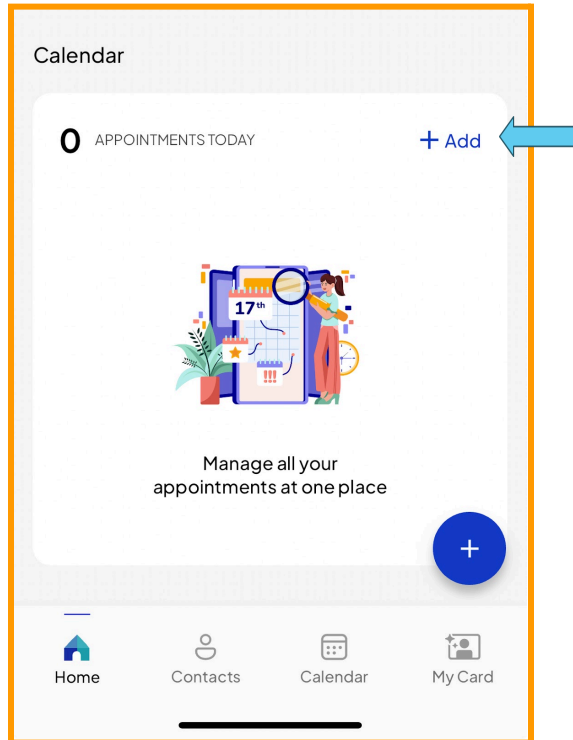 Calendar
0 APPOINTMENTS TODAY + Add
17th
!!!
Manage all your
appointments at one place
+
Home Contacts Calendar My Card